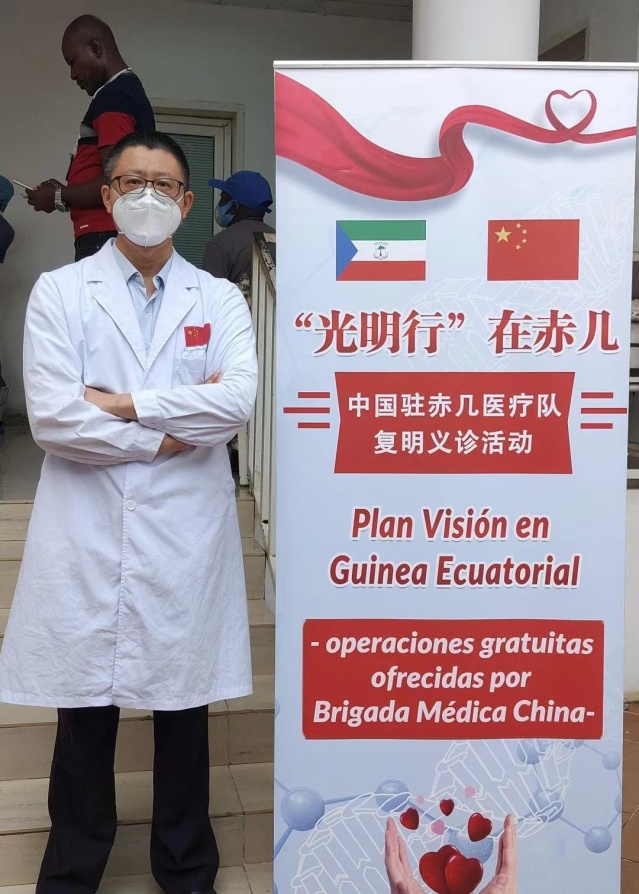 “光明行”在赤几
中国驻赤几医疗队
复明义诊活动
Plan Visión en
Guinea Ecuatorial
- operaciones gratuitas
ofrecidas por
Brigada Médica China-